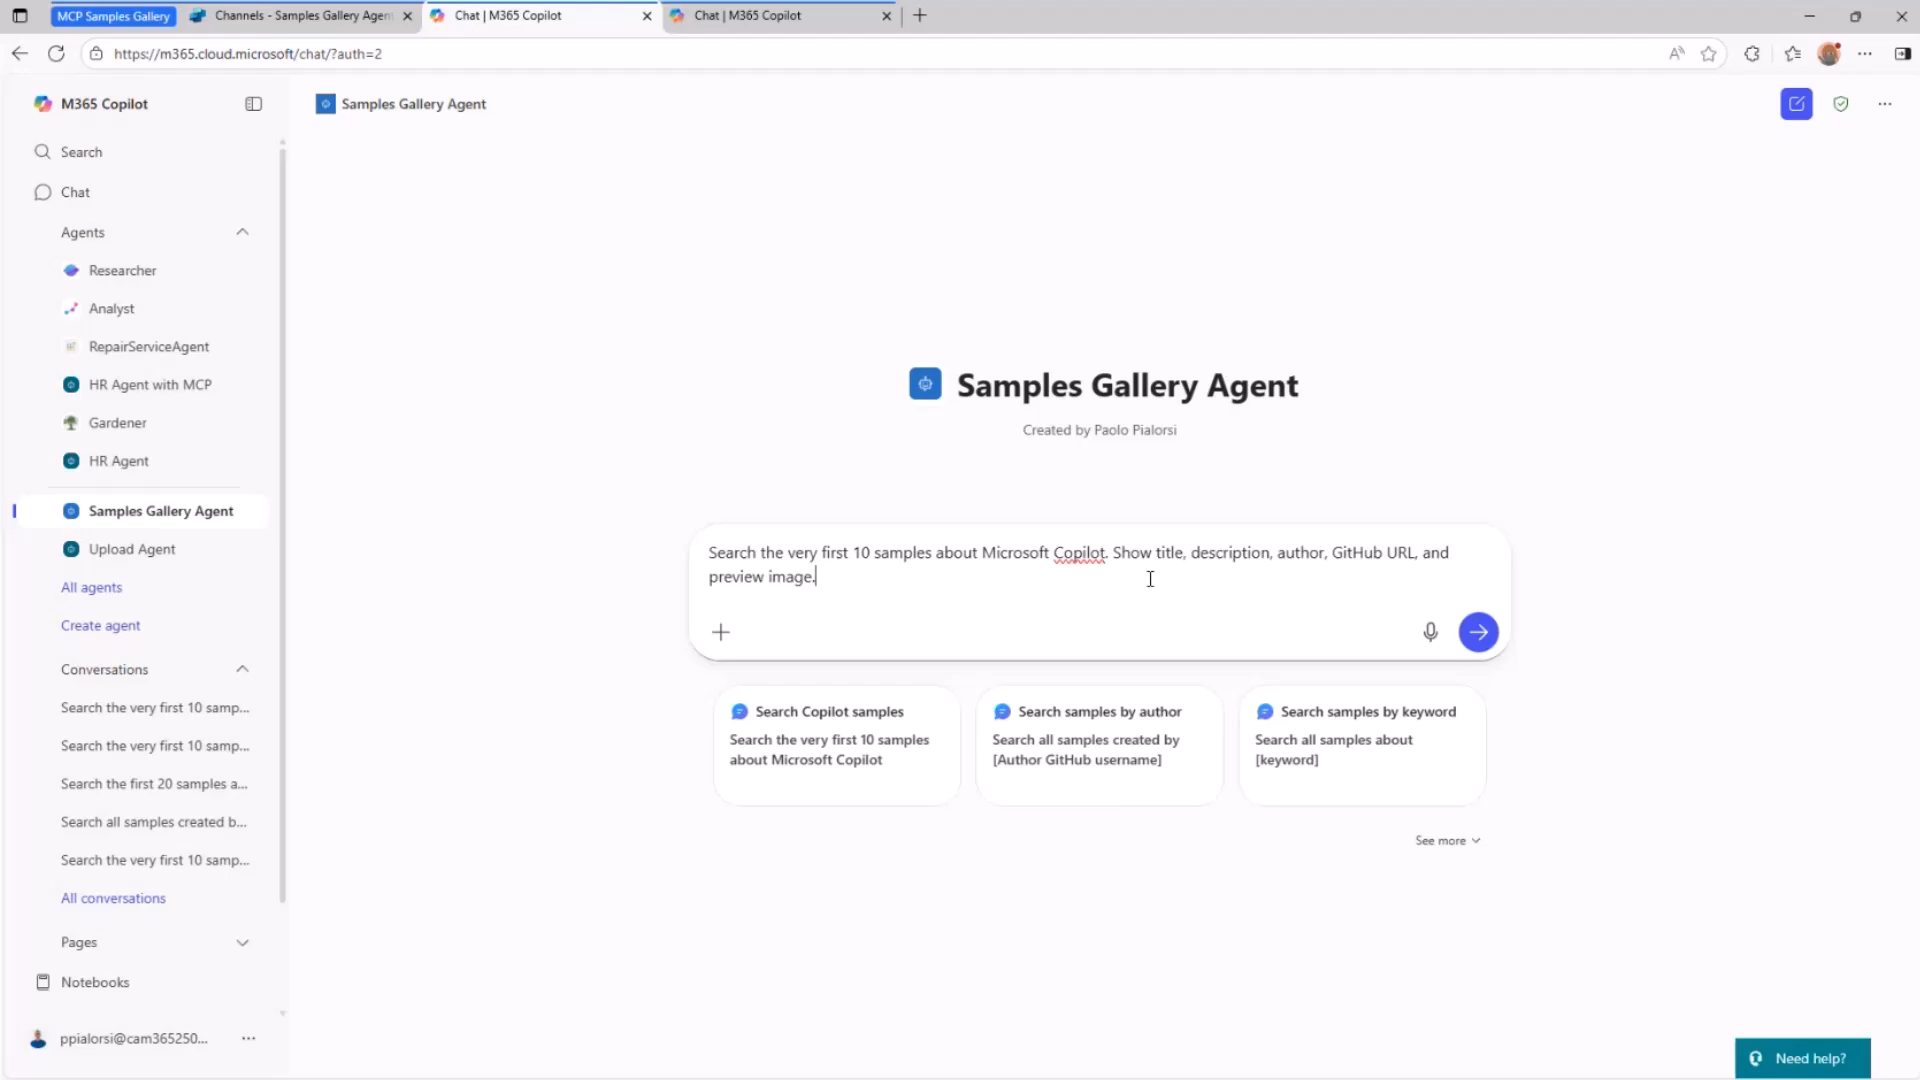 MCP Samples Gallery
Channels - Samples Gallery Agen
Chat | M365 Copilot
Chat | M365 Copilot
https://m365.cloud.microsoft/chat/?auth=2
M365 Copilot
Search
Chat
Agents
Researcher
Analyst
RepairServiceAgent
HR Agent with MCP
Gardener
HR Agent
Samples Gallery Agent
Upload Agent
All agents
Create agent
Conversations
Search the very first 10 samp...
Search the very first 10 samp...
Search the first 20 samples a...
Search all samples created b...
Search the very first 10 samp...
All conversations
Pages
Notebooks
ppialorsi@cam365250...
Samples Gallery Agent
Samples Gallery Agent
Created by Paolo Pialorsi
Search the very first 10 samples about Microsoft Copilot. Show title, description, author, GitHub URL, and
preview image.
Search Copilot samples
Search the very first 10 samples
about Microsoft Copilot
Search samples by author
Search all samples created by
[Author GitHub username]
Search samples by keyword
Search all samples about
[keyword]
See more
Need help?